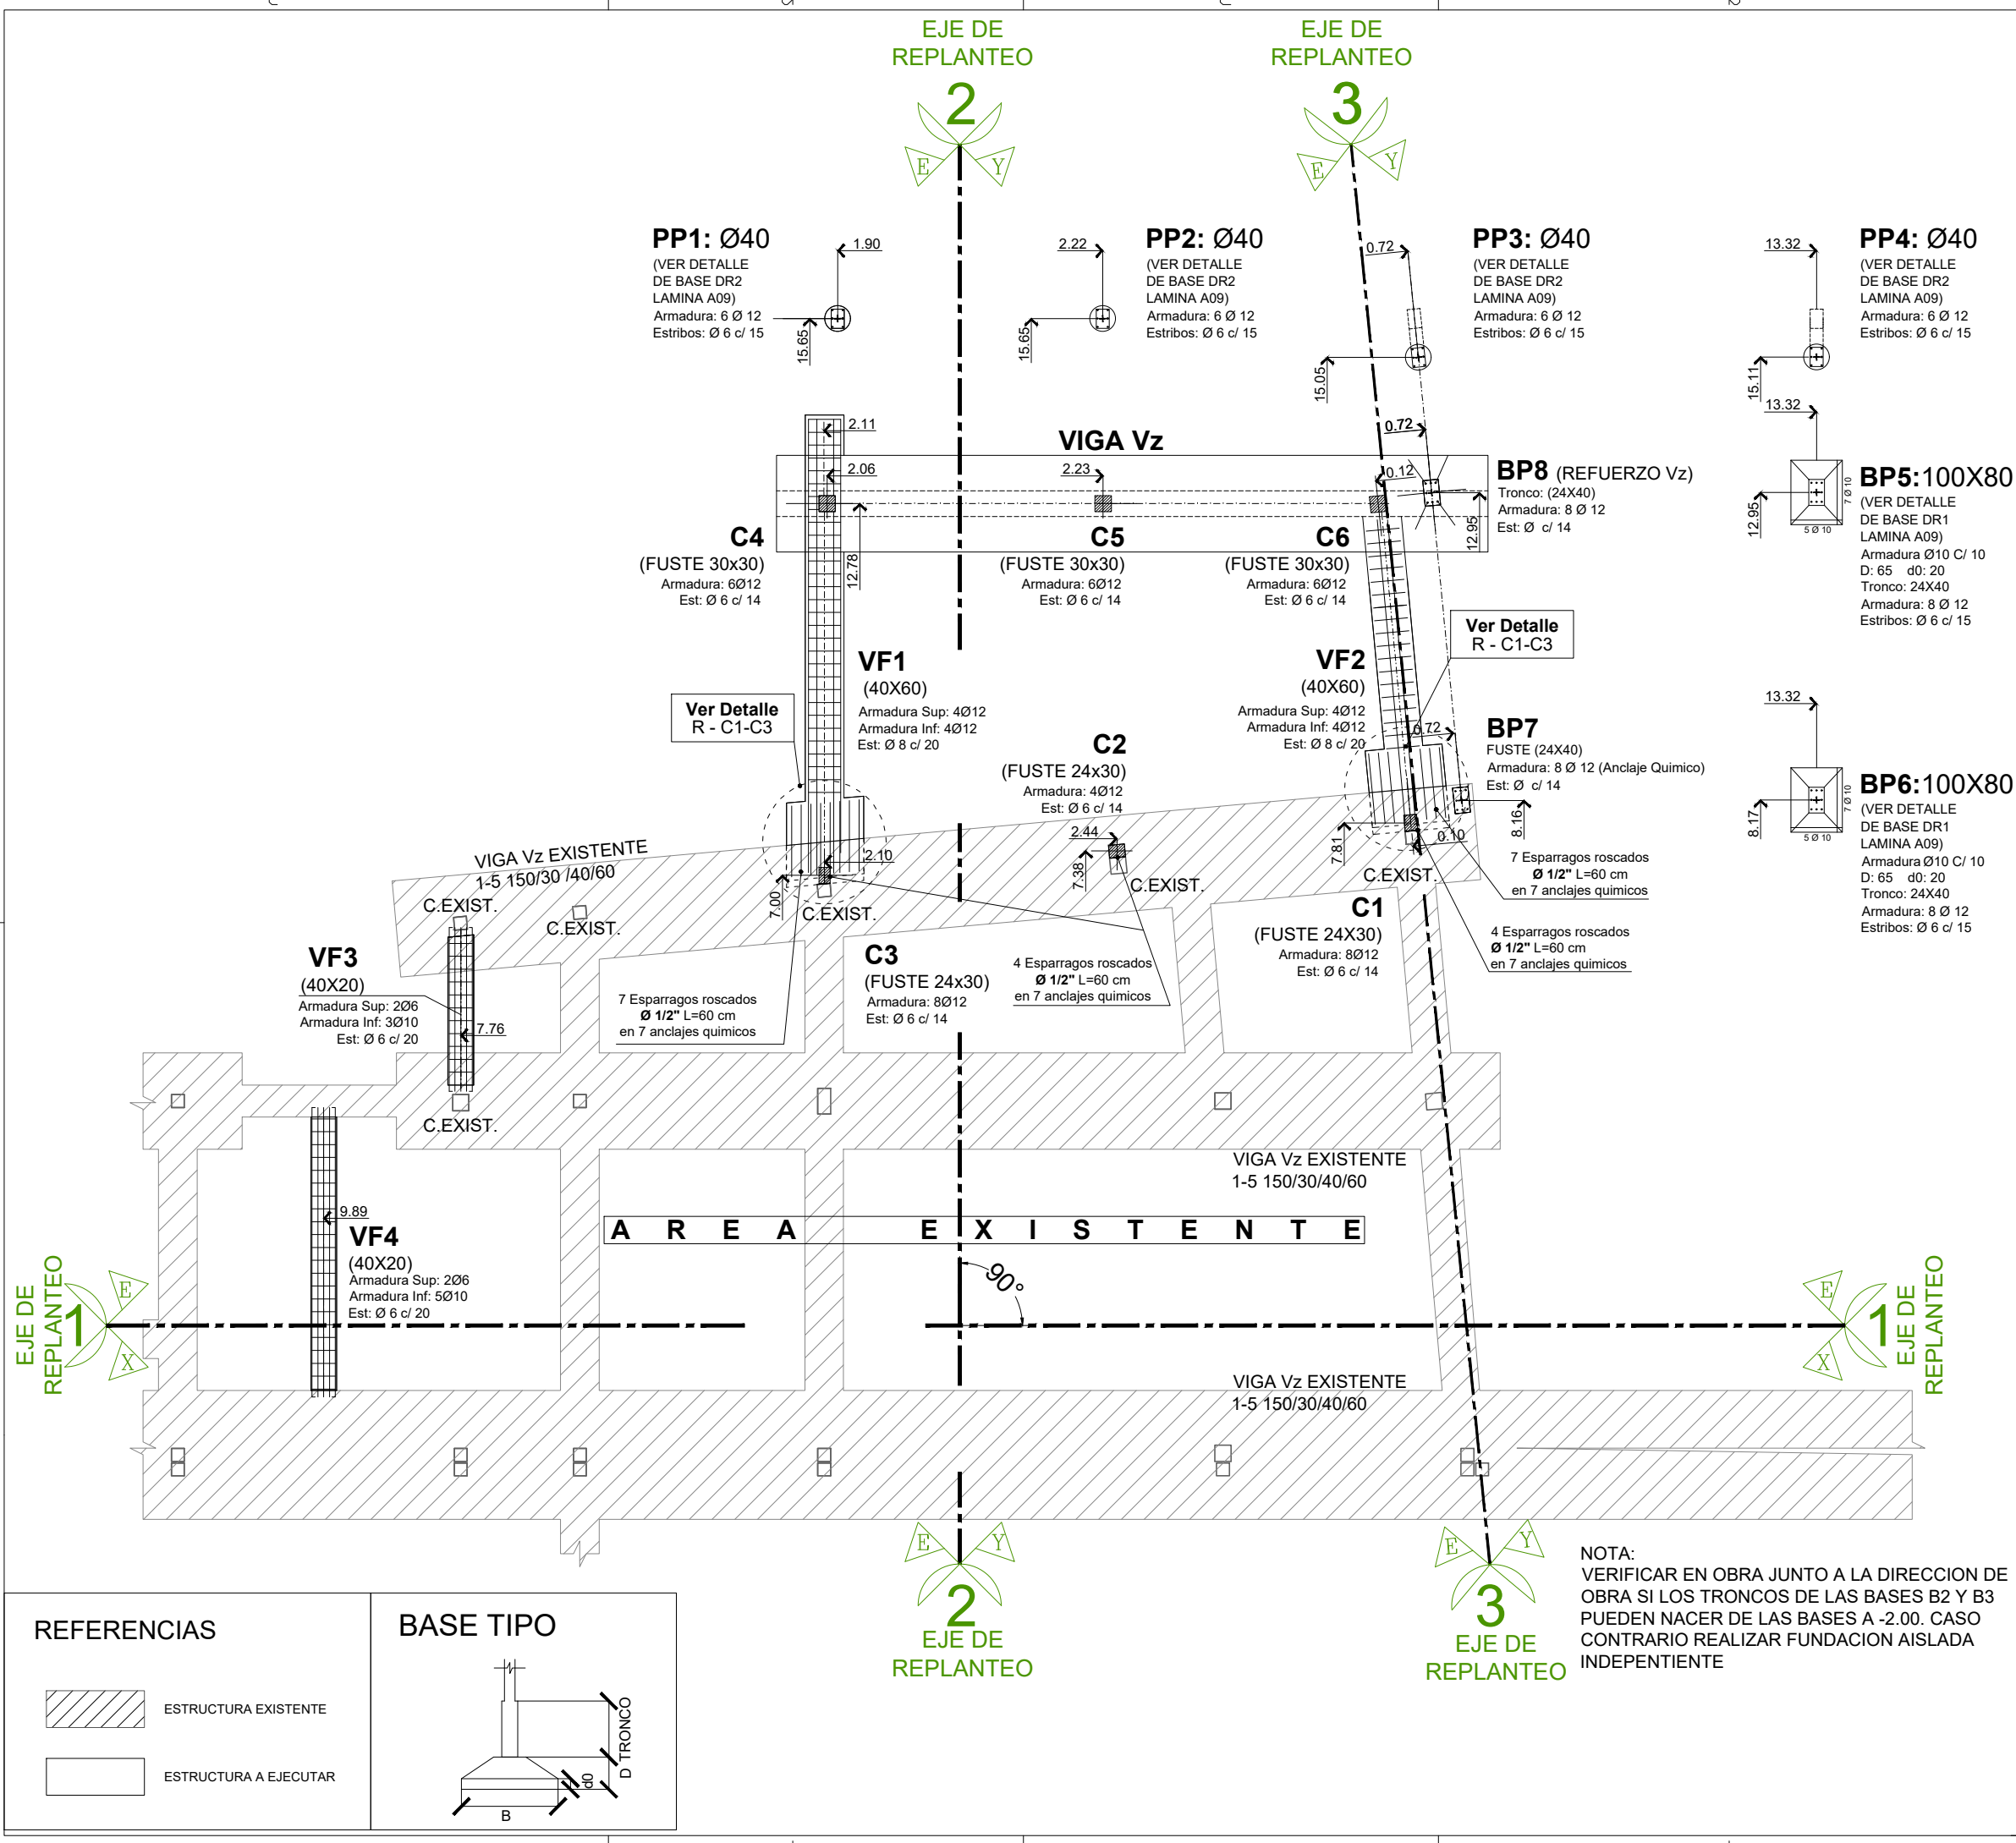 EJE DE
REPLANTEO
2
E
Y
EJE DE
REPLANTEO
3
E
Y
PP1: Ø40
(VER DETALLE
DE BASE DR2
LAMINA A09)
Armadura: 6 Ø 12
Estribos: Ø 6 c/ 15
1.90
15.65
2.22
15.65
PP2: Ø40
(VER DETALLE
DE BASE DR2
LAMINA A09)
Armadura: 6 Ø 12
Estribos: Ø 6 c/ 15
0.72
15.05
PP3: Ø40
(VER DETALLE
DE BASE DR2
LAMINA A09)
Armadura: 6 Ø 12
Estribos: Ø 6 c/ 15
13.32
15.11
PP4: Ø40
(VER DETALLE
DE BASE DR2
LAMINA A09)
Armadura: 6 Ø 12
Estribos: Ø 6 c/ 15
2.11
VIGA Vz
0.72
2.06
2.23
0.12
12.78
12.95
BP8 (REFUERZO Vz)
Tronco: (24X40)
Armadura: 8 Ø 12
Est: Ø c/ 14
13.32
12.95
7 Ø 10
5 Ø 10
BP5:100X80
(VER DETALLE
DE BASE DR1
LAMINA A09)
Armadura Ø10 C/ 10
D: 65 d0: 20
Tronco: 24X40
Armadura: 8 Ø 12
Estribos: Ø 6 c/ 15
C4
(FUSTE 30x30)
Armadura: 6Ø12
Est: Ø 6 c/ 14
C5
(FUSTE 30x30)
Armadura: 6Ø12
Est: Ø 6 c/ 14
C6
(FUSTE 30x30)
Armadura: 6Ø12
Est: Ø 6 c/ 14
Ver Detalle
R - C1-C3
VF1
(40X60)
Armadura Sup: 4Ø12
Armadura Inf: 4Ø12
Est: Ø 8 c/ 20
VF2
(40X60)
Armadura Sup: 4Ø12
Armadura Inf: 4Ø12
Est: Ø 8 c/ 20
Ver Detalle
R - C1-C3
C2
(FUSTE 24x30)
Armadura: 4Ø12
Est: Ø 6 c/ 14
0.72
BP7
FUSTE (24X40)
Armadura: 8 Ø 12 (Anclaje Quimico)
Est: Ø c/ 14
13.32
8.17
7 Ø 10
5 Ø 10
BP6:100X80
(VER DETALLE
DE BASE DR1
LAMINA A09)
Armadura Ø10 C/ 10
D: 65 d0: 20
Tronco: 24X40
Armadura: 8 Ø 12
Estribos: Ø 6 c/ 15
VIGA Vz EXISTENTE
1-5 150/30 /40/60
2.10
7.00
2.44
7.38
7.81
0.10
8.16
C.EXIST.
C.EXIST.
C.EXIST.
C.EXIST.
C.EXIST.
7 Esparragos roscados
Ø 1/2" L=60 cm
en 7 anclajes quimicos
C1
(FUSTE 24X30)
Armadura: 8Ø12
Est: Ø 6 c/ 14
4 Esparragos roscados
Ø 1/2" L=60 cm
en 7 anclajes quimicos
VF3
(40X20)
Armadura Sup: 2Ø6
Armadura Inf: 3Ø10
Est: Ø 6 c/ 20
7.76
7 Esparragos roscados
Ø 1/2" L=60 cm
en 7 anclajes quimicos
C3
(FUSTE 24x30)
Armadura: 8Ø12
Est: Ø 6 c/ 14
4 Esparragos roscados
Ø 1/2" L=60 cm
en 7 anclajes quimicos
C.EXIST.
VIGA Vz EXISTENTE
1-5 150/30/40/60
9.89
VF4
(40X20)
Armadura Sup: 2Ø6
Armadura Inf: 5Ø10
Est: Ø 6 c/ 20
AREA EXISTENTE
90°
EJE DE
REPLANTEO
1
E
X
E
X
1
EJE DE
REPLANTEO
VIGA Vz EXISTENTE
1-5 150/30/40/60
E
Y
2
EJE DE
REPLANTEO
E
Y
3
EJE DE
REPLANTEO
NOTA:
VERIFICAR EN OBRA JUNTO A LA DIRECCION DE
OBRA SI LOS TRONCOS DE LAS BASES B2 Y B3
PUEDEN NACER DE LAS BASES A -2.00. CASO
CONTRARIO REALIZAR FUNDACION AISLADA
INDEPENTIENTE
REFERENCIAS
ESTRUCTURA EXISTENTE
ESTRUCTURA A EJECUTAR
BASE TIPO
D TRONCO
d0
B